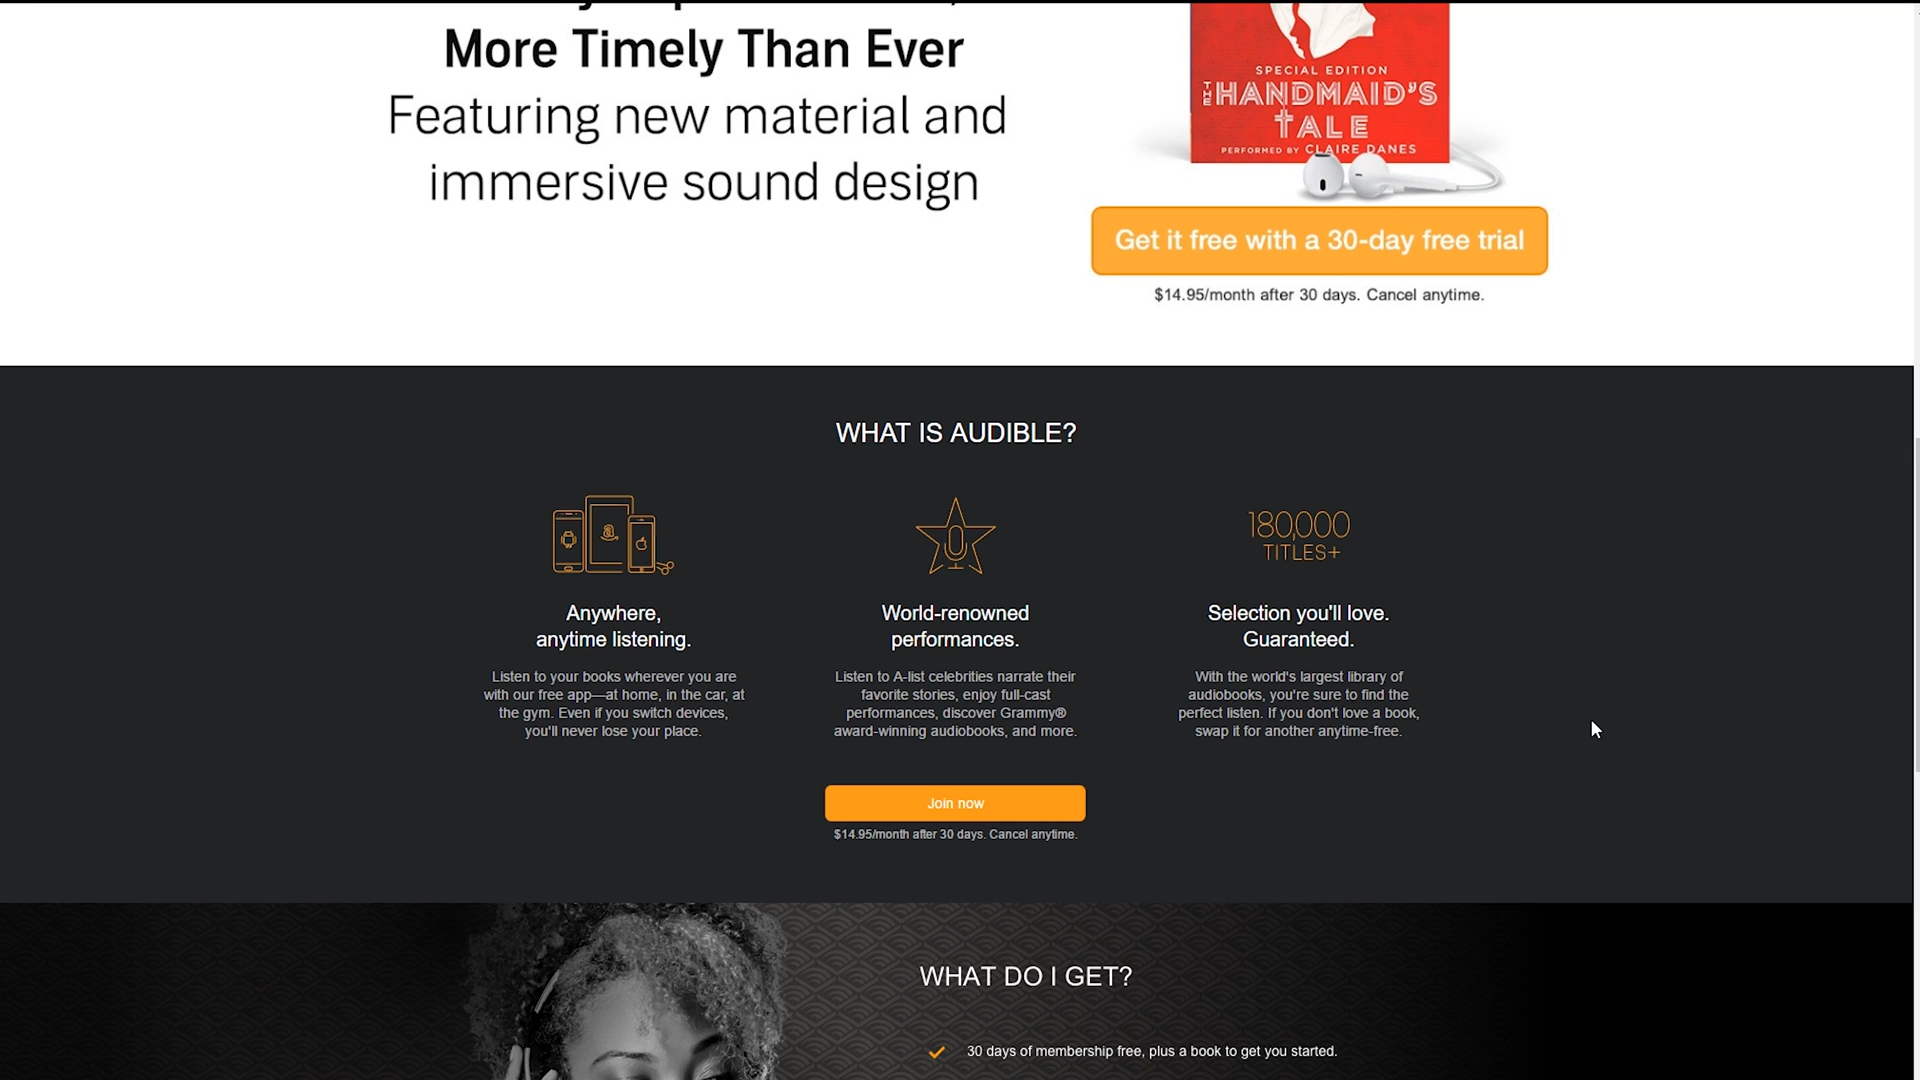 More Timely Than Ever
Featuring new material and
immersive sound design
SPECIAL EDITION
THE HANDMAID'S
TALE
PERFORMED BY CLAIRE DANES
Get it free with a 30-day free trial
$14.95/month after 30 days. Cancel anytime.
WHAT IS AUDIBLE?
180,000
TITLES+
Anywhere,
anytime listening.
World-renowned
performances.
Selection you'll love.
Guaranteed.
Listen to your books wherever you are
with our free app—at home, in the car, at
the gym. Even if you switch devices,
you'll never lose your place.
Listen to A-list celebrities narrate their
favorite stories, enjoy full-cast
performances, discover Grammy®
award-winning audiobooks, and more.
With the world's largest library of
audiobooks, you're sure to find the
perfect listen. If you don't love a book,
swap it for another anytime-free.
Join now
$14.95/month after 30 days. Cancel anytime.
WHAT DO I GET?
30 days of membership free, plus a book to get you started.